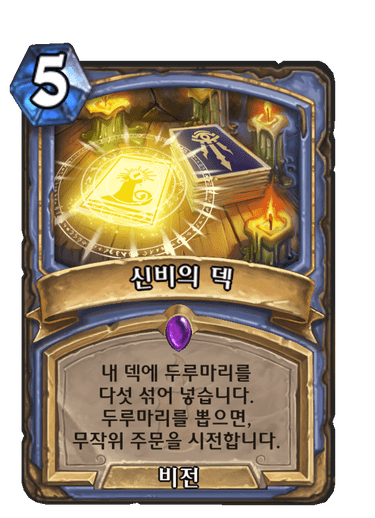 5
신비의 덱
내 덱에 두루마리를
다섯 섞어 넣습니다.
두루마리를 뽑으면,
무작위 주문을 시전합니다.
비전